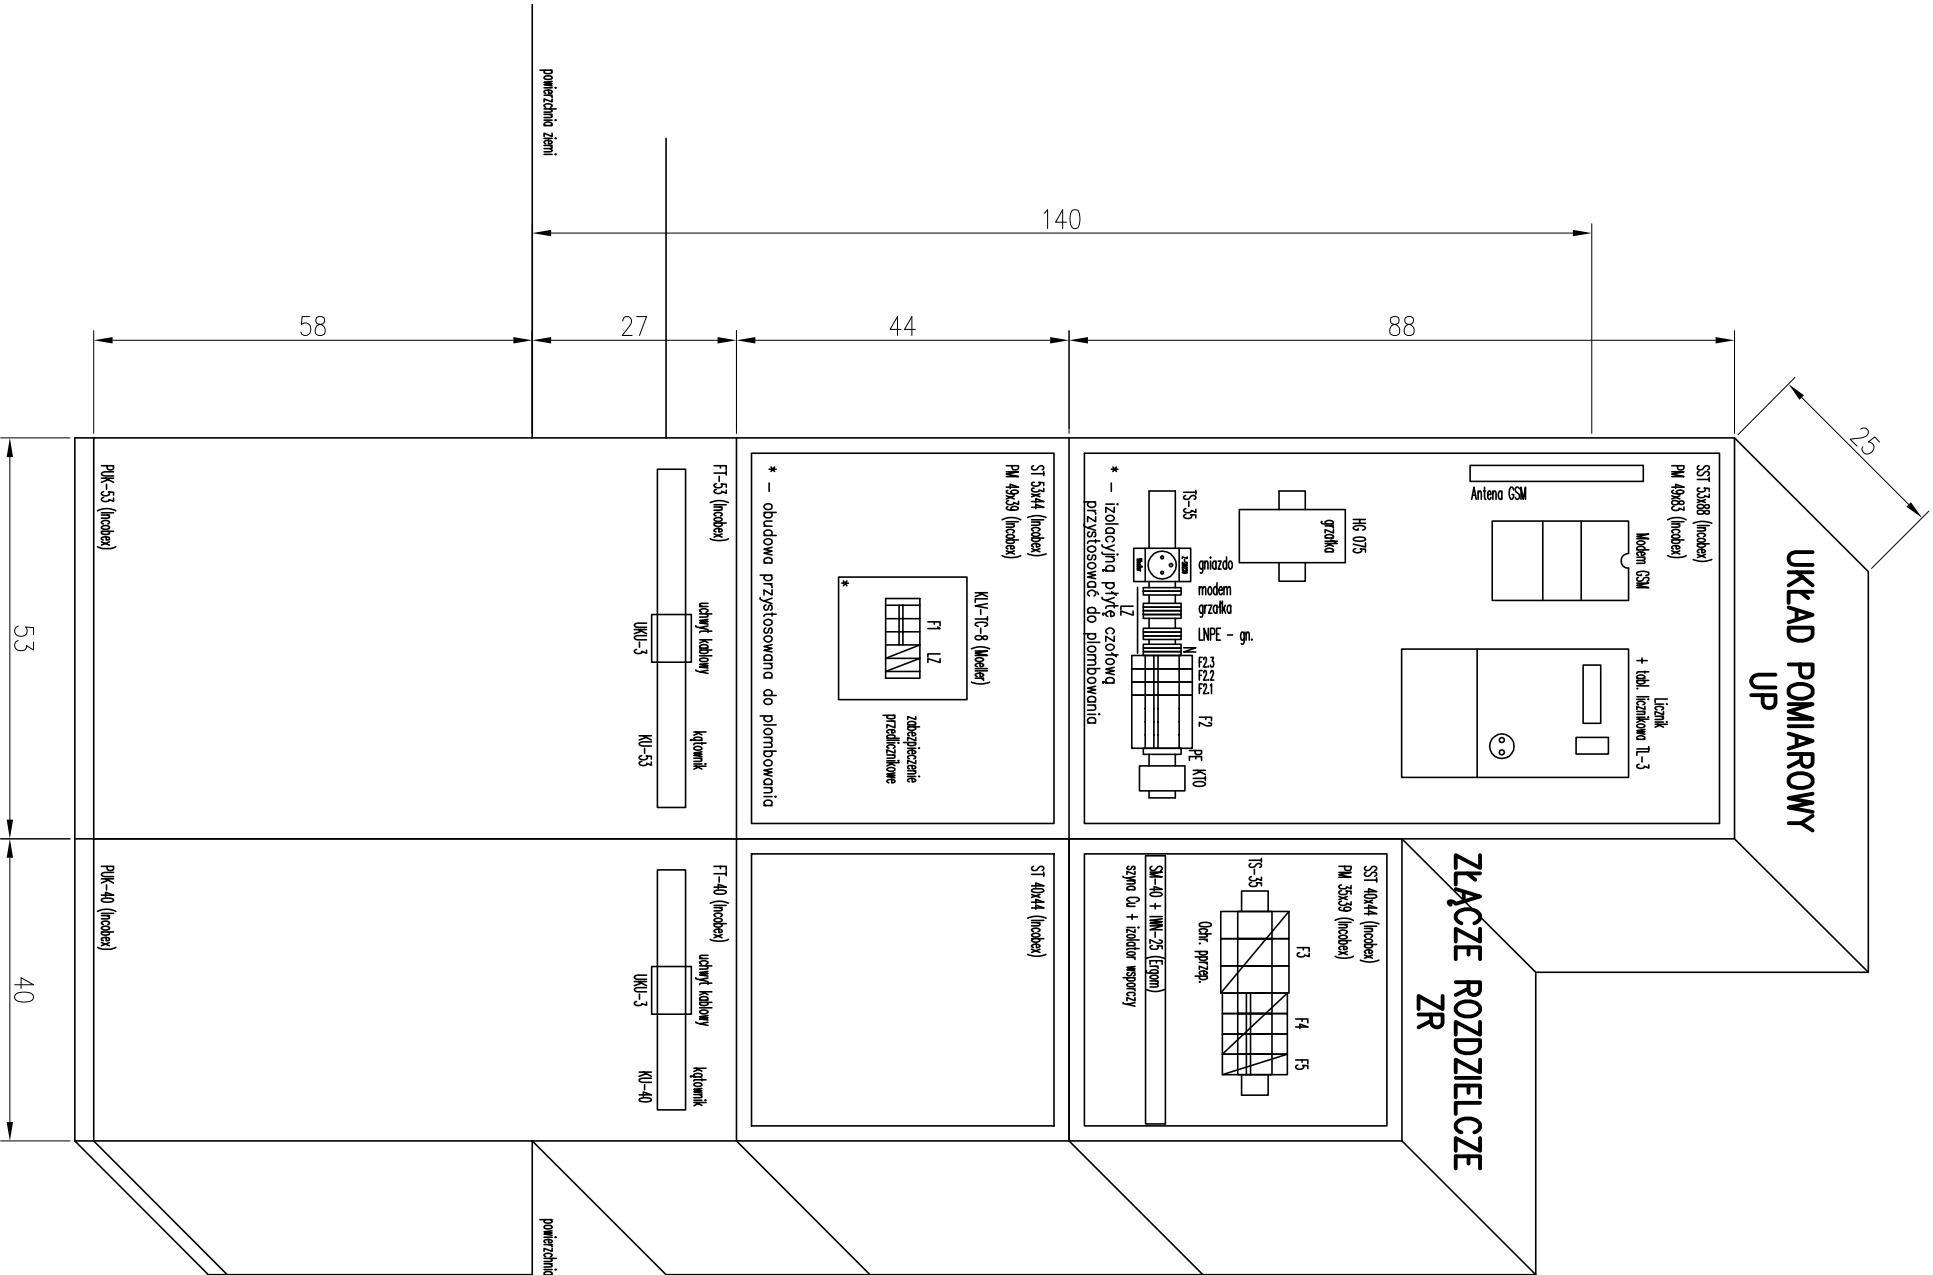 UKŁAD POMIAROWY
UP
25
SST 53x88 (Incobex)
PM 49x83 (Incobex)
Antena GSM
Modem GSM
Licznik
+ tabl. licznikowa TL-3
HG 075
grzałka
TS-35
gniazdo
modem
grzałka
LNPE - gn.
LZ
N
F2.3
F2.2
F2.1
F2
PE
KTO
* - izolacyjną płytę czołową
przystosować do plombowania
ZŁĄCZE ROZDZIELCZE
ZR
SST 40x44 (Incobex)
PM 35x39 (Incobex)
TS-35
F3
F4
F5
Ochr. pprzep.
SM-40 + IWN-25 (Ergom)
szyna Cu + izolator wsporczy
ST 53x44 (Incobex)
PM 49x39 (Incobex)
KLV-TC-8 (Moeller)
F1
LZ
*
zabezpieczenie
przedlicznikowe
* - obudowa przystosowana do plombowania
ST 40x44 (Incobex)
FT-53 (Incobex)
uchwyt kablowy
UKU-3
kątownik
KU-53
FT-40 (Incobex)
uchwyt kablowy
UKU-3
kątownik
KU-40
powierzchnia ziemi
powierzchnia
PUK-53 (Incobex)
PUK-40 (Incobex)
140
88
44
27
58
53
40